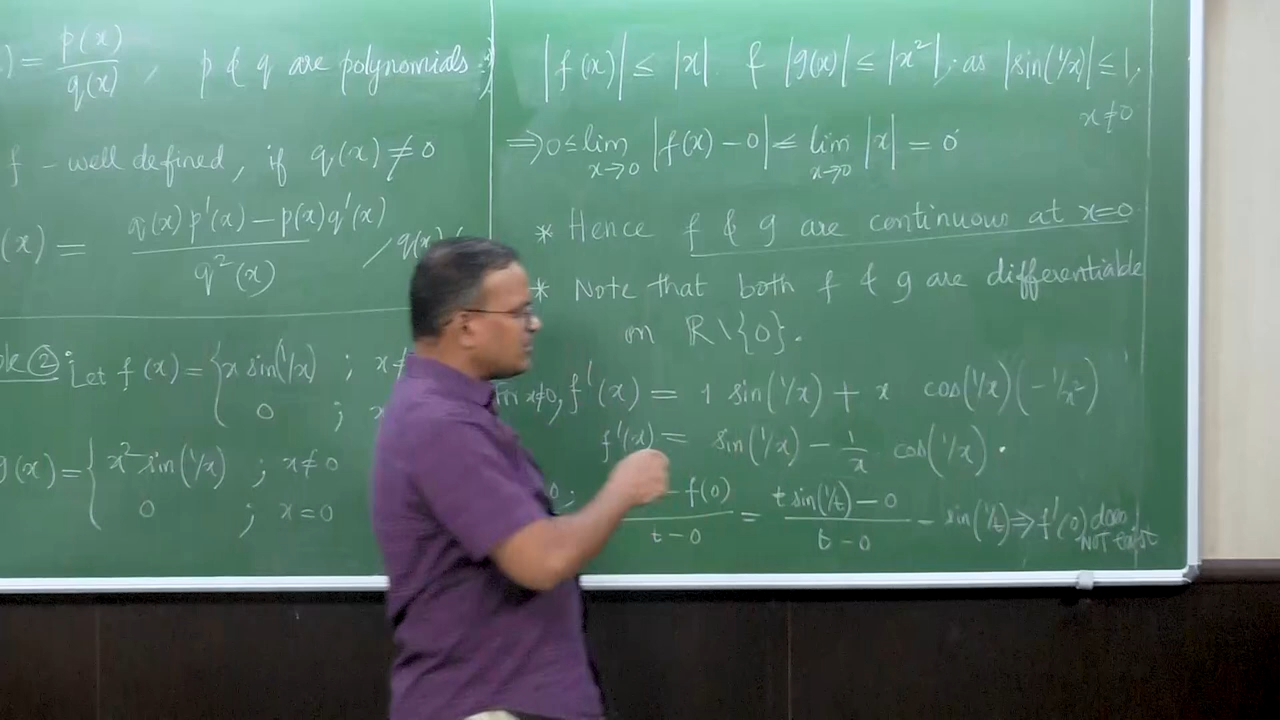 ) = p(x)/q(x) , p & q are polynomials.
f - well defined, if q(x) ≠ 0
(x) = q(x)p'(x) - p(x)q'(x) / q²(x) , q(x)
② Let f(x) = { x sin(1/x) ; x≠
0 ; x
g(x) = { x² sin(1/x) ; x≠0
0 ; x=0
|f(x)| ≤ |x| & |g(x)| ≤ |x²|, as |sin(1/x)| ≤ 1, x≠0
⇒ 0 ≤ lim x→0 |f(x) - 0| ≤ lim x→0 |x| = 0
* Hence f & g are continuous at x=0
* Note that both f & g are differentiable
on R\{0}.
For x≠0, f'(x) = 1 sin(1/x) + x cos(1/x)(-1/x²)
f'(x) = sin(1/x) - 1/x cos(1/x).
0; - f(0) / t - 0 = t sin(1/t) - 0 / t - 0 = sin(1/t) ⇒ f'(0) does NOT exist